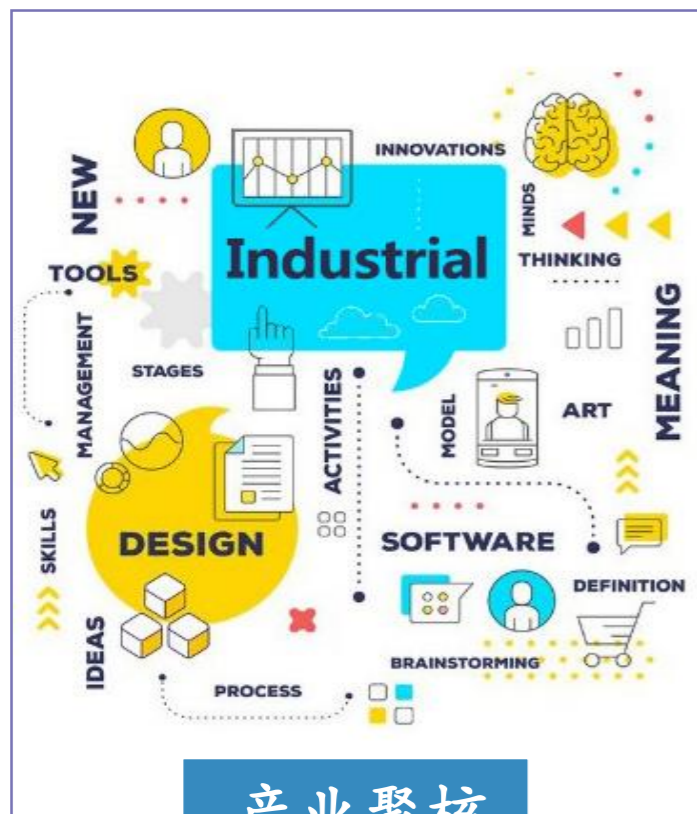 INNOVATIONS
MINDS
NEW
Industrial
THINKING
TOOLS
MEANING
MANAGEMENT
STAGES
ACTIVITIES
MODEL
ART
SKILLS
DESIGN
SOFTWARE
DEFINITION
IDEAS
BRAINSTORMING
PROCESS
产业聚核